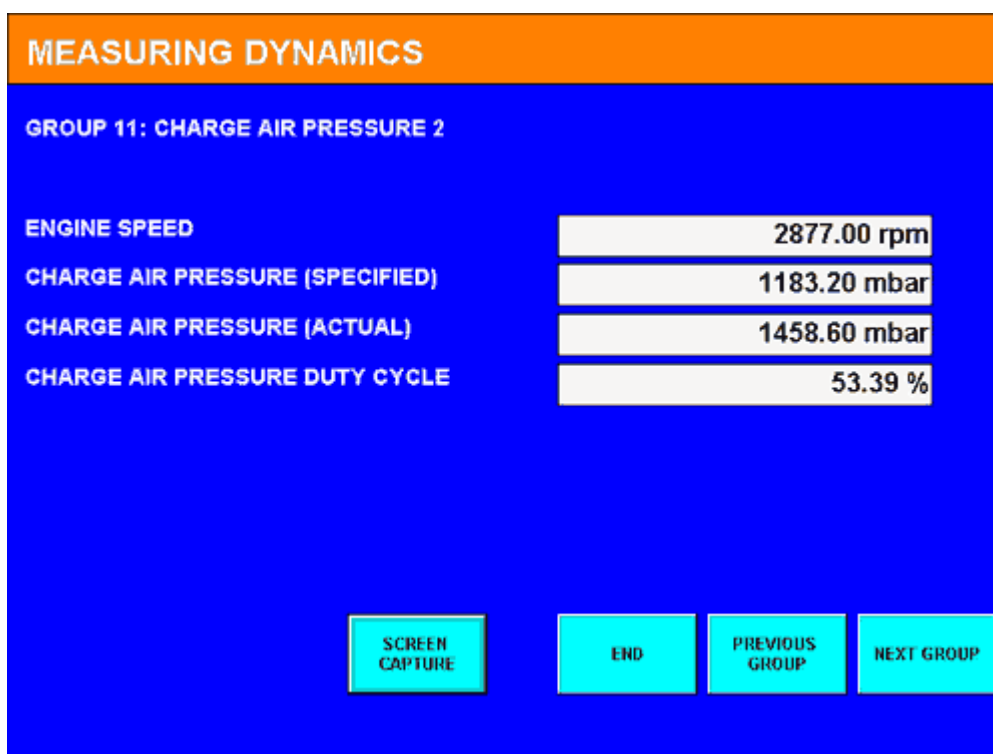 MEASURING DYNAMICS
GROUP 11: CHARGE AIR PRESSURE 2
ENGINE SPEED 2877.00 rpm
CHARGE AIR PRESSURE (SPECIFIED) 1183.20 mbar
CHARGE AIR PRESSURE (ACTUAL) 1458.60 mbar
CHARGE AIR PRESSURE DUTY CYCLE 53.39 %
SCREEN CAPTURE END PREVIOUS GROUP NEXT GROUP